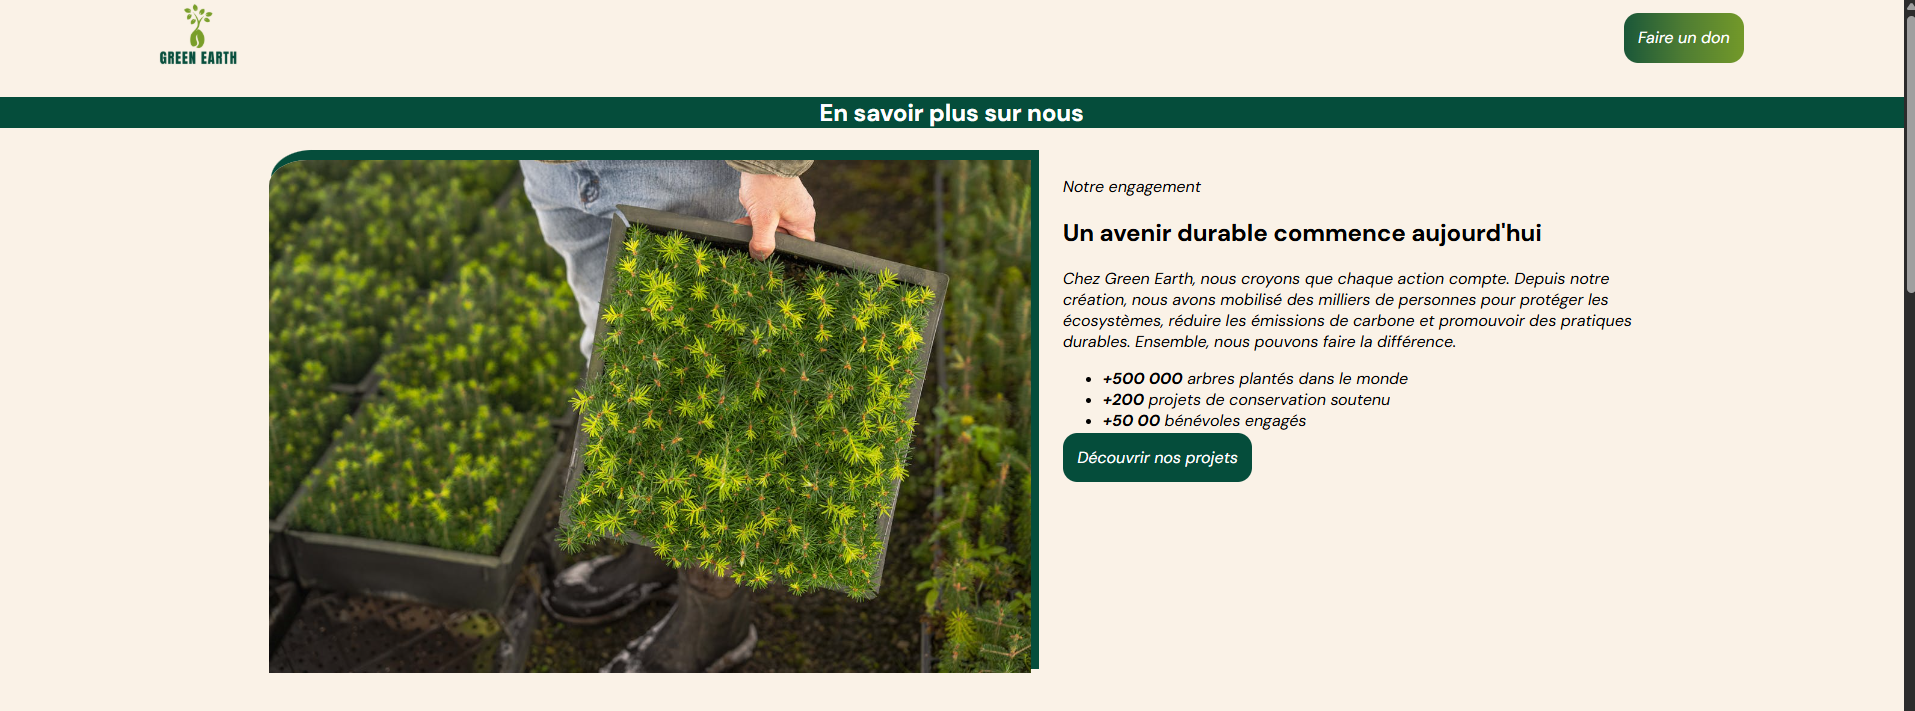 GREEN EARTH
Faire un don
En savoir plus sur nous
Notre engagement
Un avenir durable commence aujourd'hui
Chez Green Earth, nous croyons que chaque action compte. Depuis notre
création, nous avons mobilisé des milliers de personnes pour protéger les
écosystèmes, réduire les émissions de carbone et promouvoir des pratiques
durables. Ensemble, nous pouvons faire la différence.
+500 000 arbres plantés dans le monde
+200 projets de conservation soutenu
+50 00 bénévoles engagés
Découvrir nos projets